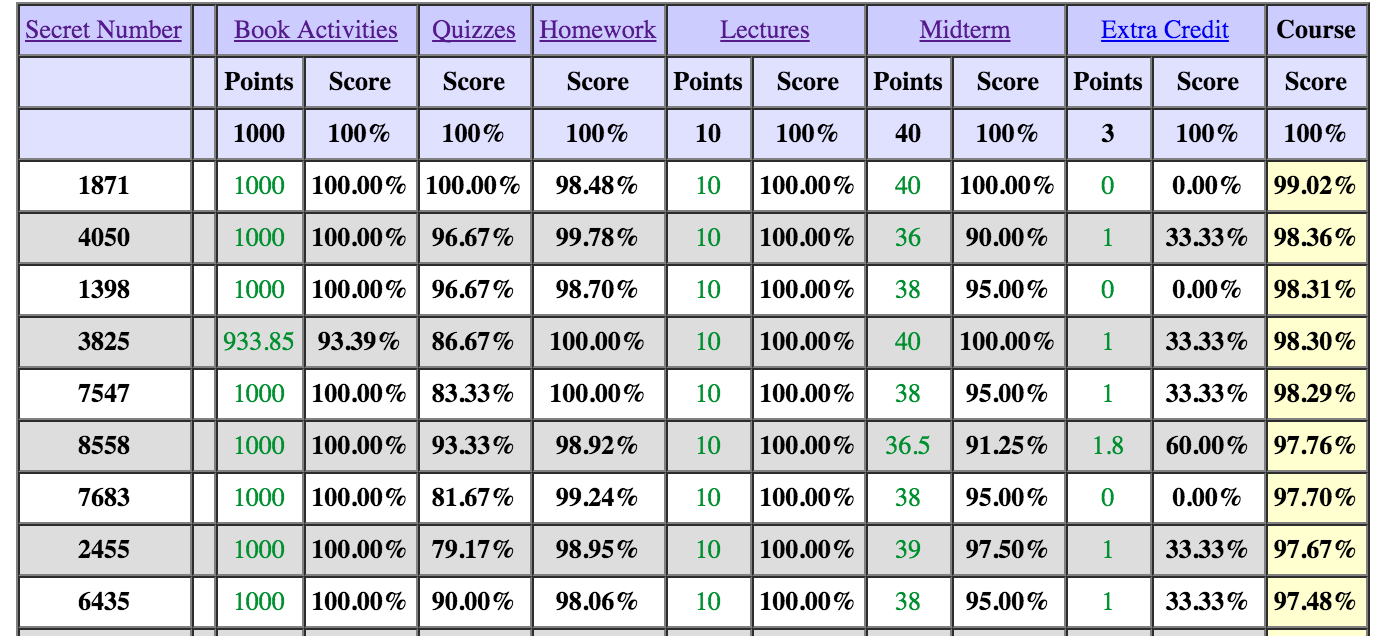 Secret Number Book Activities Quizzes Homework Lectures Midterm Extra Credit Course
Points Score Score Score Points Score Points Score Points Score Score
1000 100% 100% 100% 10 100% 40 100% 3 100% 100%
1871 1000 100.00% 100.00% 98.48% 10 100.00% 40 100.00% 0 0.00% 99.02%
4050 1000 100.00% 96.67% 99.78% 10 100.00% 36 90.00% 1 33.33% 98.36%
1398 1000 100.00% 96.67% 98.70% 10 100.00% 38 95.00% 0 0.00% 98.31%
3825 933.85 93.39% 86.67% 100.00% 10 100.00% 40 100.00% 1 33.33% 98.30%
7547 1000 100.00% 83.33% 100.00% 10 100.00% 38 95.00% 1 33.33% 98.29%
8558 1000 100.00% 93.33% 98.92% 10 100.00% 36.5 91.25% 1.8 60.00% 97.76%
7683 1000 100.00% 81.67% 99.24% 10 100.00% 38 95.00% 0 0.00% 97.70%
2455 1000 100.00% 79.17% 98.95% 10 100.00% 39 97.50% 1 33.33% 97.67%
6435 1000 100.00% 90.00% 98.06% 10 100.00% 38 95.00% 1 33.33% 97.48%